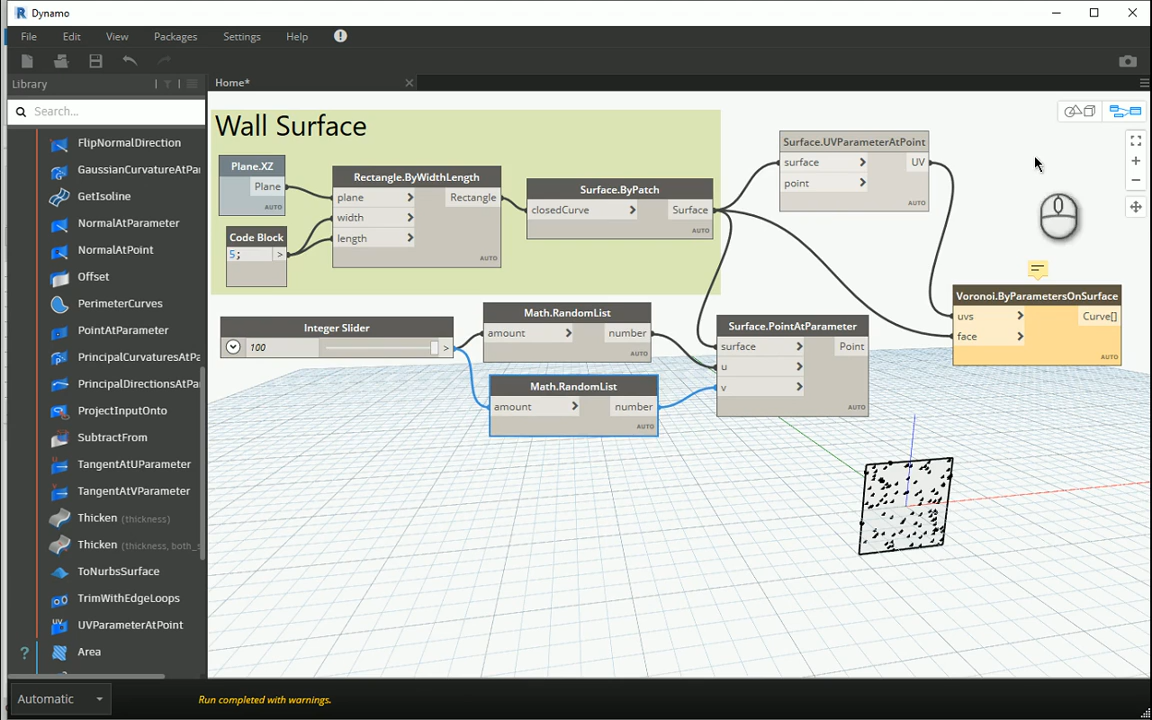 Dynamo
File Edit View Packages Settings Help
Library
Home*
Search...
FlipNormalDirection
GaussianCurvatureAtPa
GetIsoline
NormalAtParameter
NormalAtPoint
Offset
PerimeterCurves
PointAtParameter
PrincipalCurvaturesAtPa
PrincipalDirectionsAtPa
ProjectInputOnto
SubtractFrom
TangentAtUParameter
TangentAtVParameter
Thicken (thickness)
Thicken (thickness, both_s
ToNurbsSurface
TrimWithEdgeLoops
UVParameterAtPoint
Area
Wall Surface
Plane.XZ
Plane
AUTO
Code Block
5; >
Rectangle.ByWidthLength
plane > Rectangle
width >
length >
AUTO
Surface.ByPatch
closedCurve > Surface
AUTO
Surface.UVParameterAtPoint
surface > UV
point >
AUTO
Integer Slider
100 >
Math.RandomList
amount > number
AUTO
Math.RandomList
amount > number
AUTO
Surface.PointAtParameter
surface > Point
u >
v >
AUTO
Voronoi.ByParametersOnSurface
uvs > Curve[]
face >
AUTO
Automatic
Run completed with warnings.